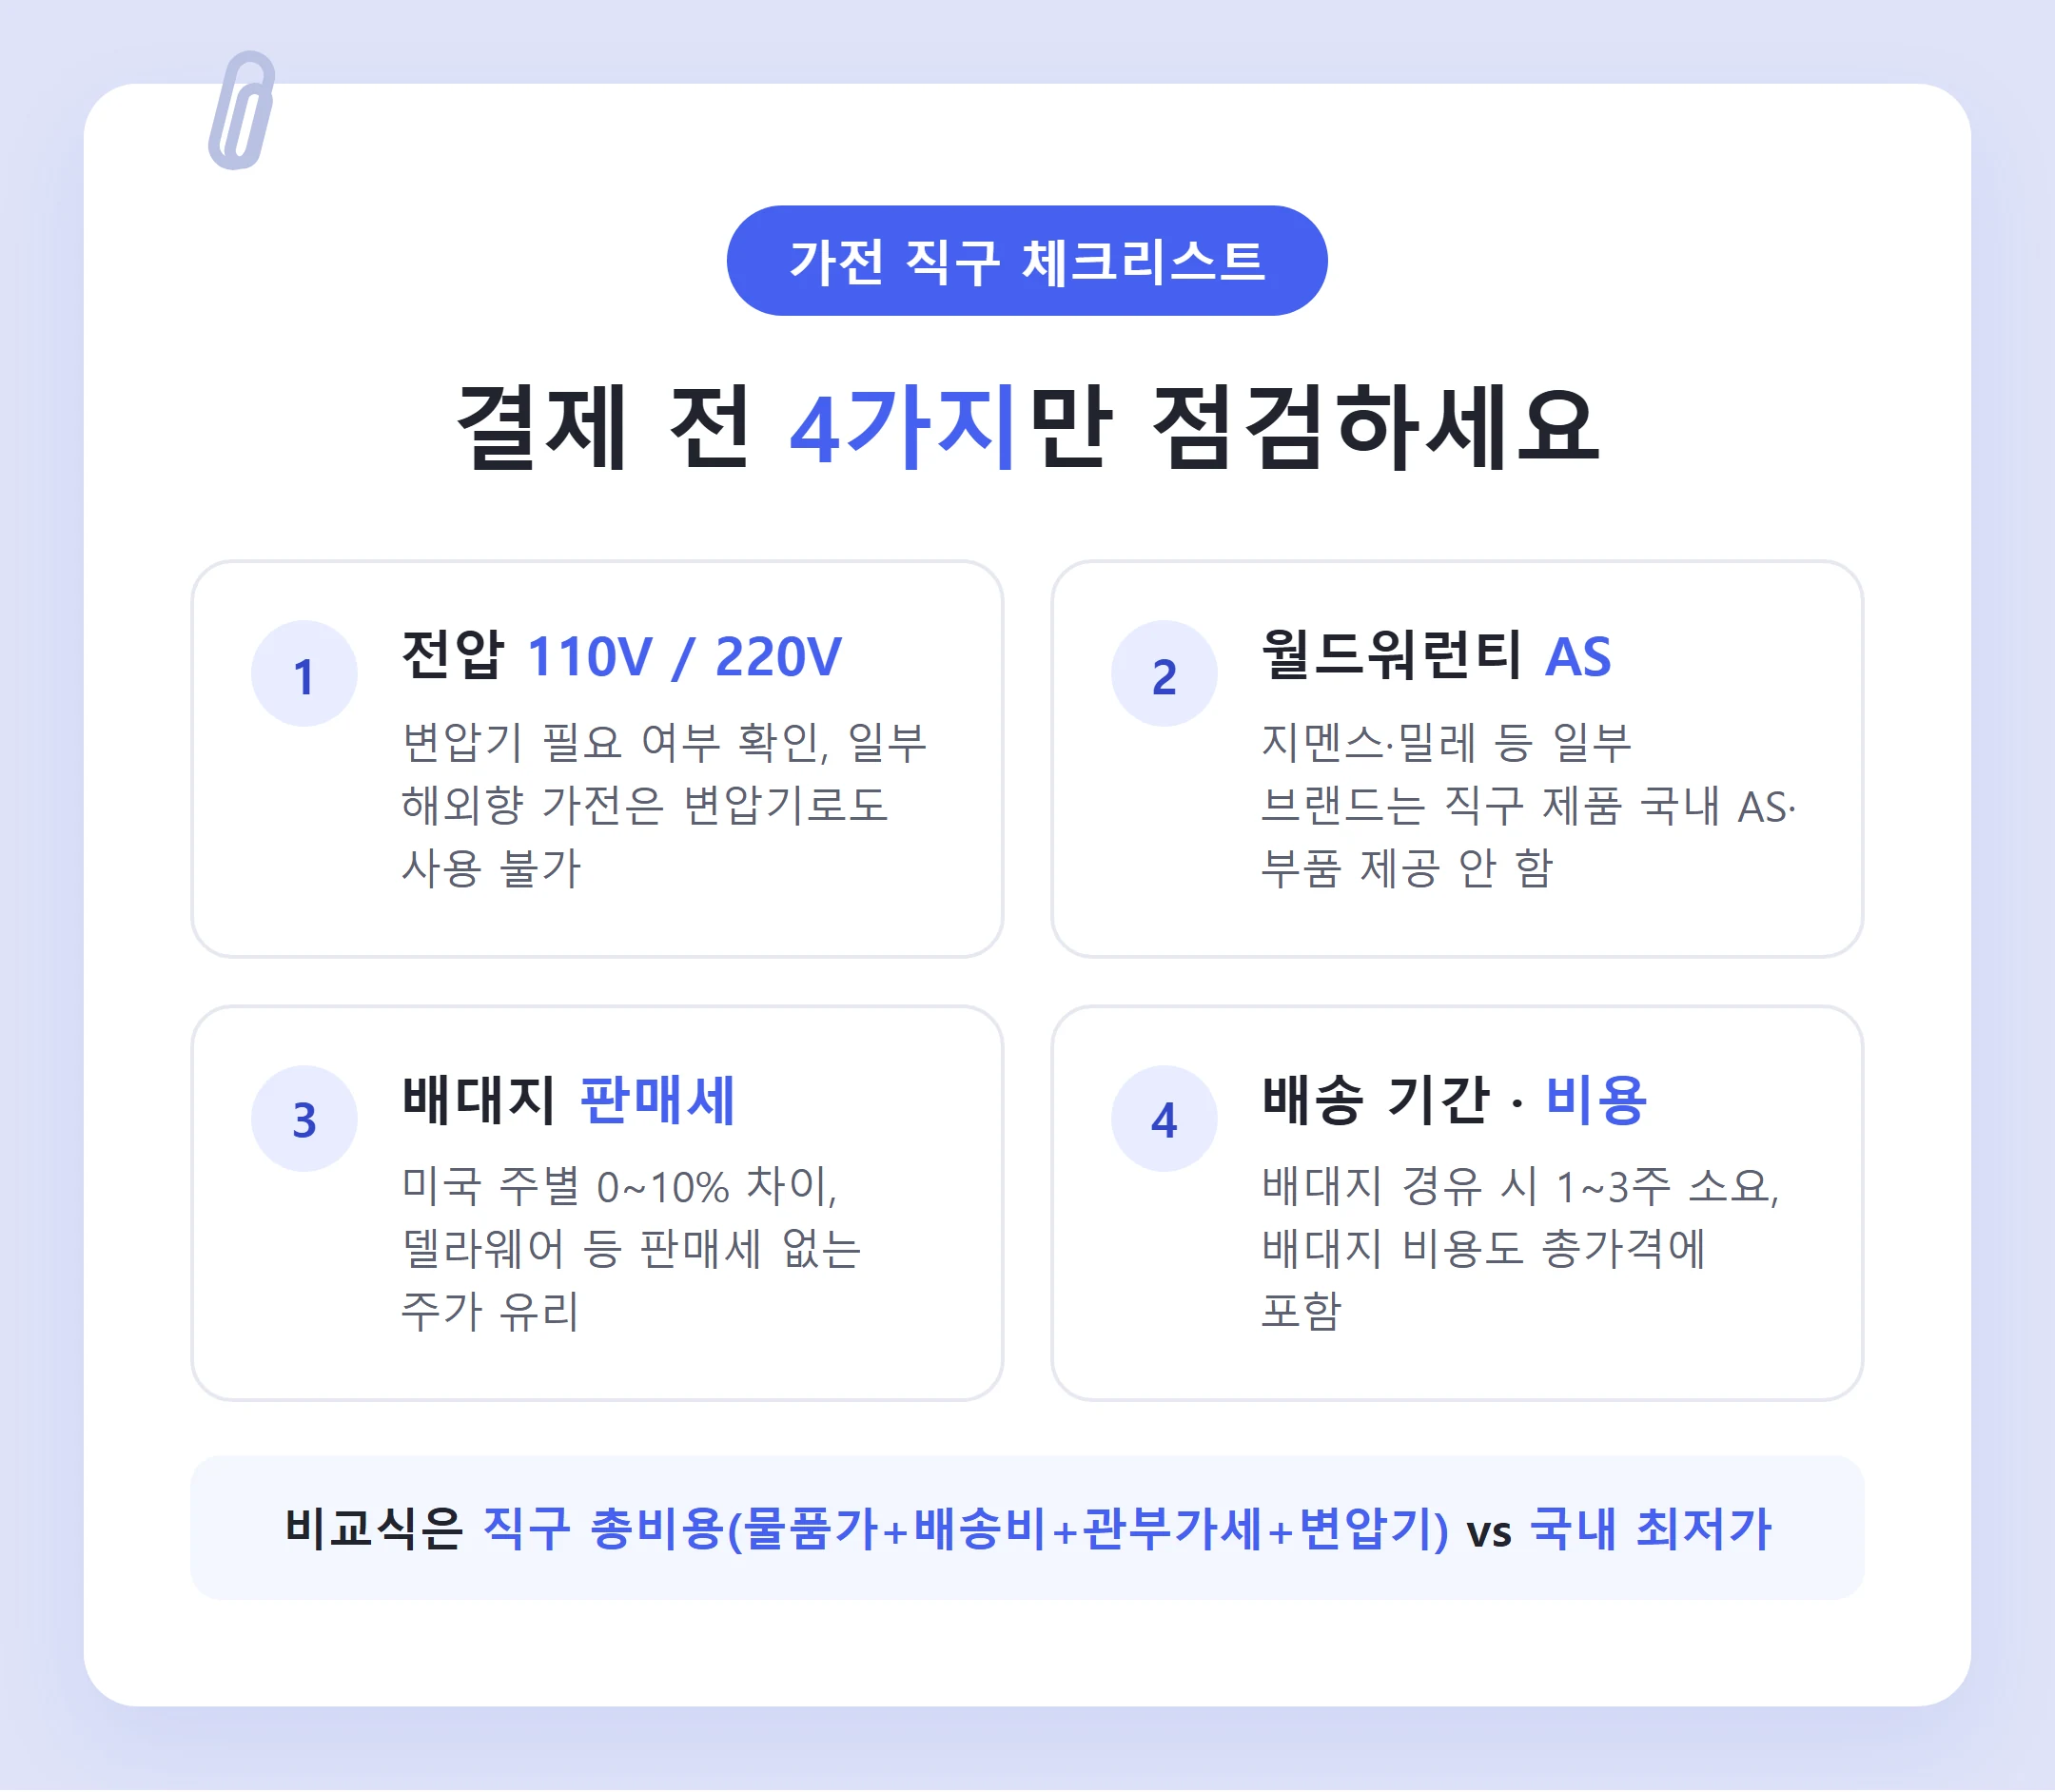 가전 직구 체크리스트
결제 전 4가지만 점검하세요
1
전압 110V / 220V
변압기 필요 여부 확인, 일부
해외향 가전은 변압기로도
사용 불가
2
월드워런티 AS
지멘스·밀레 등 일부
브랜드는 직구 제품 국내 AS·
부품 제공 안 함
3
배대지 판매세
미국 주별 0~10% 차이,
델라웨어 등 판매세 없는
주가 유리
4
배송 기간 · 비용
배대지 경유 시 1~3주 소요,
배대지 비용도 총가격에
포함
비교식은 직구 총비용(물품가+배송비+관부가세+변압기) vs 국내 최저가